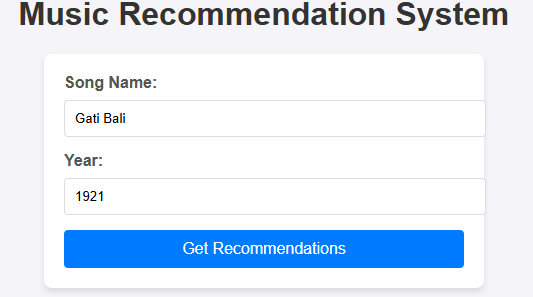 Music Recommendation System
Song Name:
Gati Bali
Year:
1921
Get Recommendations